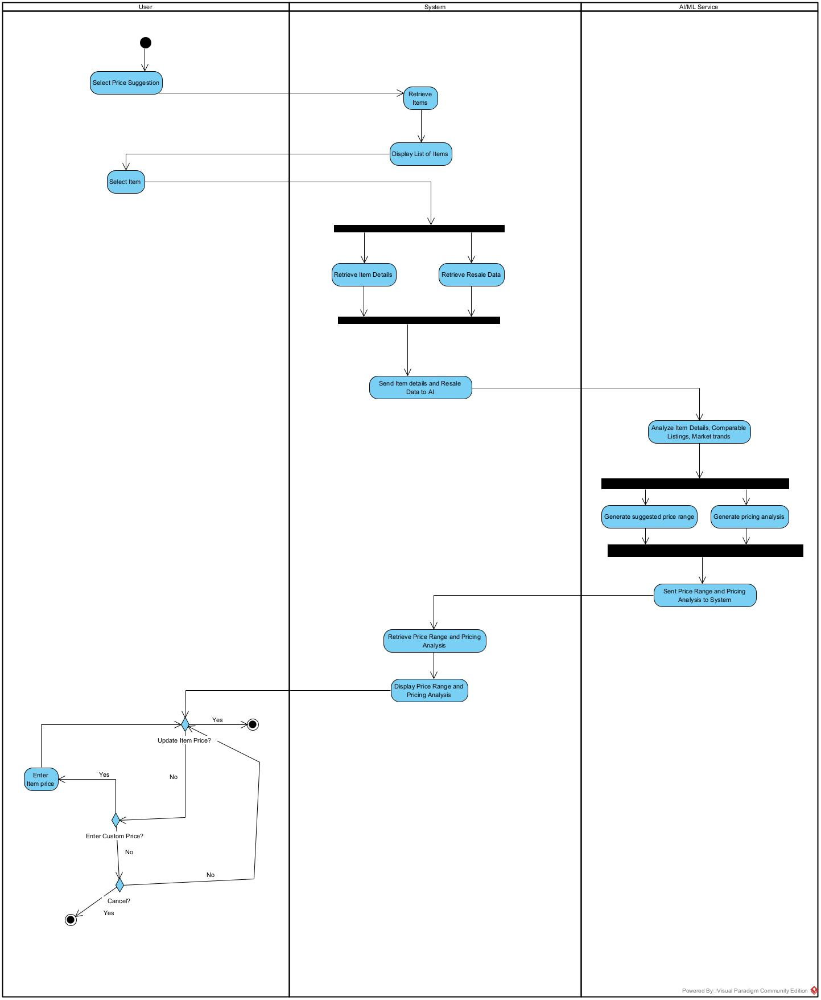 User
System
AI/ML Service
Select Price Suggestion
Retrieve
Items
Display List of Items
Select Item
Retrieve Item Details
Retrieve Resale Data
Send Item details and Resale
Data to AI
Analyze Item Details, Comparable
Listings, Market trands
Generate suggested price range
Generate pricing analysis
Sent Price Range and Pricing
Analysis to System
Retrieve Price Range and Pricing
Analysis
Display Price Range and
Pricing Analysis
Yes
Update Item Price?
No
Yes
Enter
Item price
Enter Custom Price?
No
No
Cancel?
Yes
Powered By Visual Paradigm Community Edition